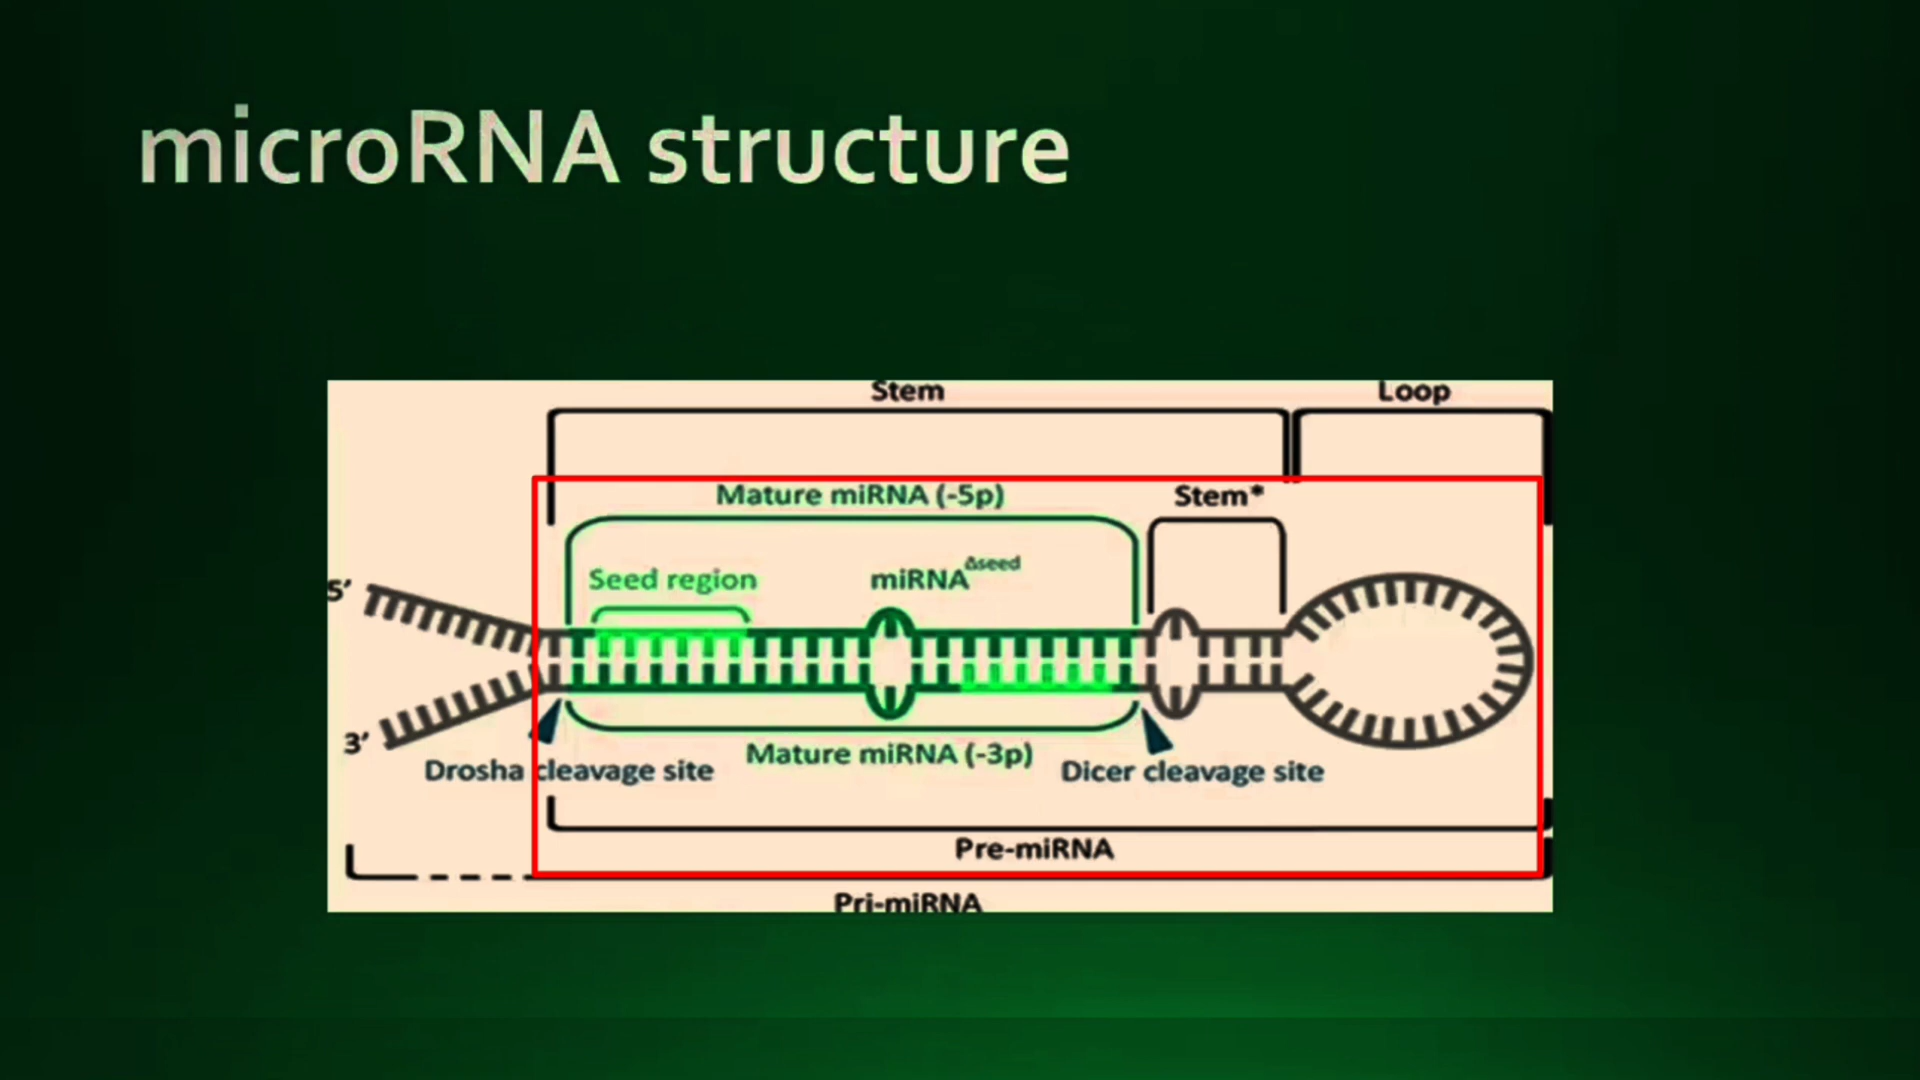 microRNA structure
Stem
Loop
Mature miRNA (-5p)
Stem*
Seed region
miRNA^Δseed
5’
3’
Mature miRNA (-3p)
Drosha cleavage site
Dicer cleavage site
Pre-miRNA
Pri-miRNA